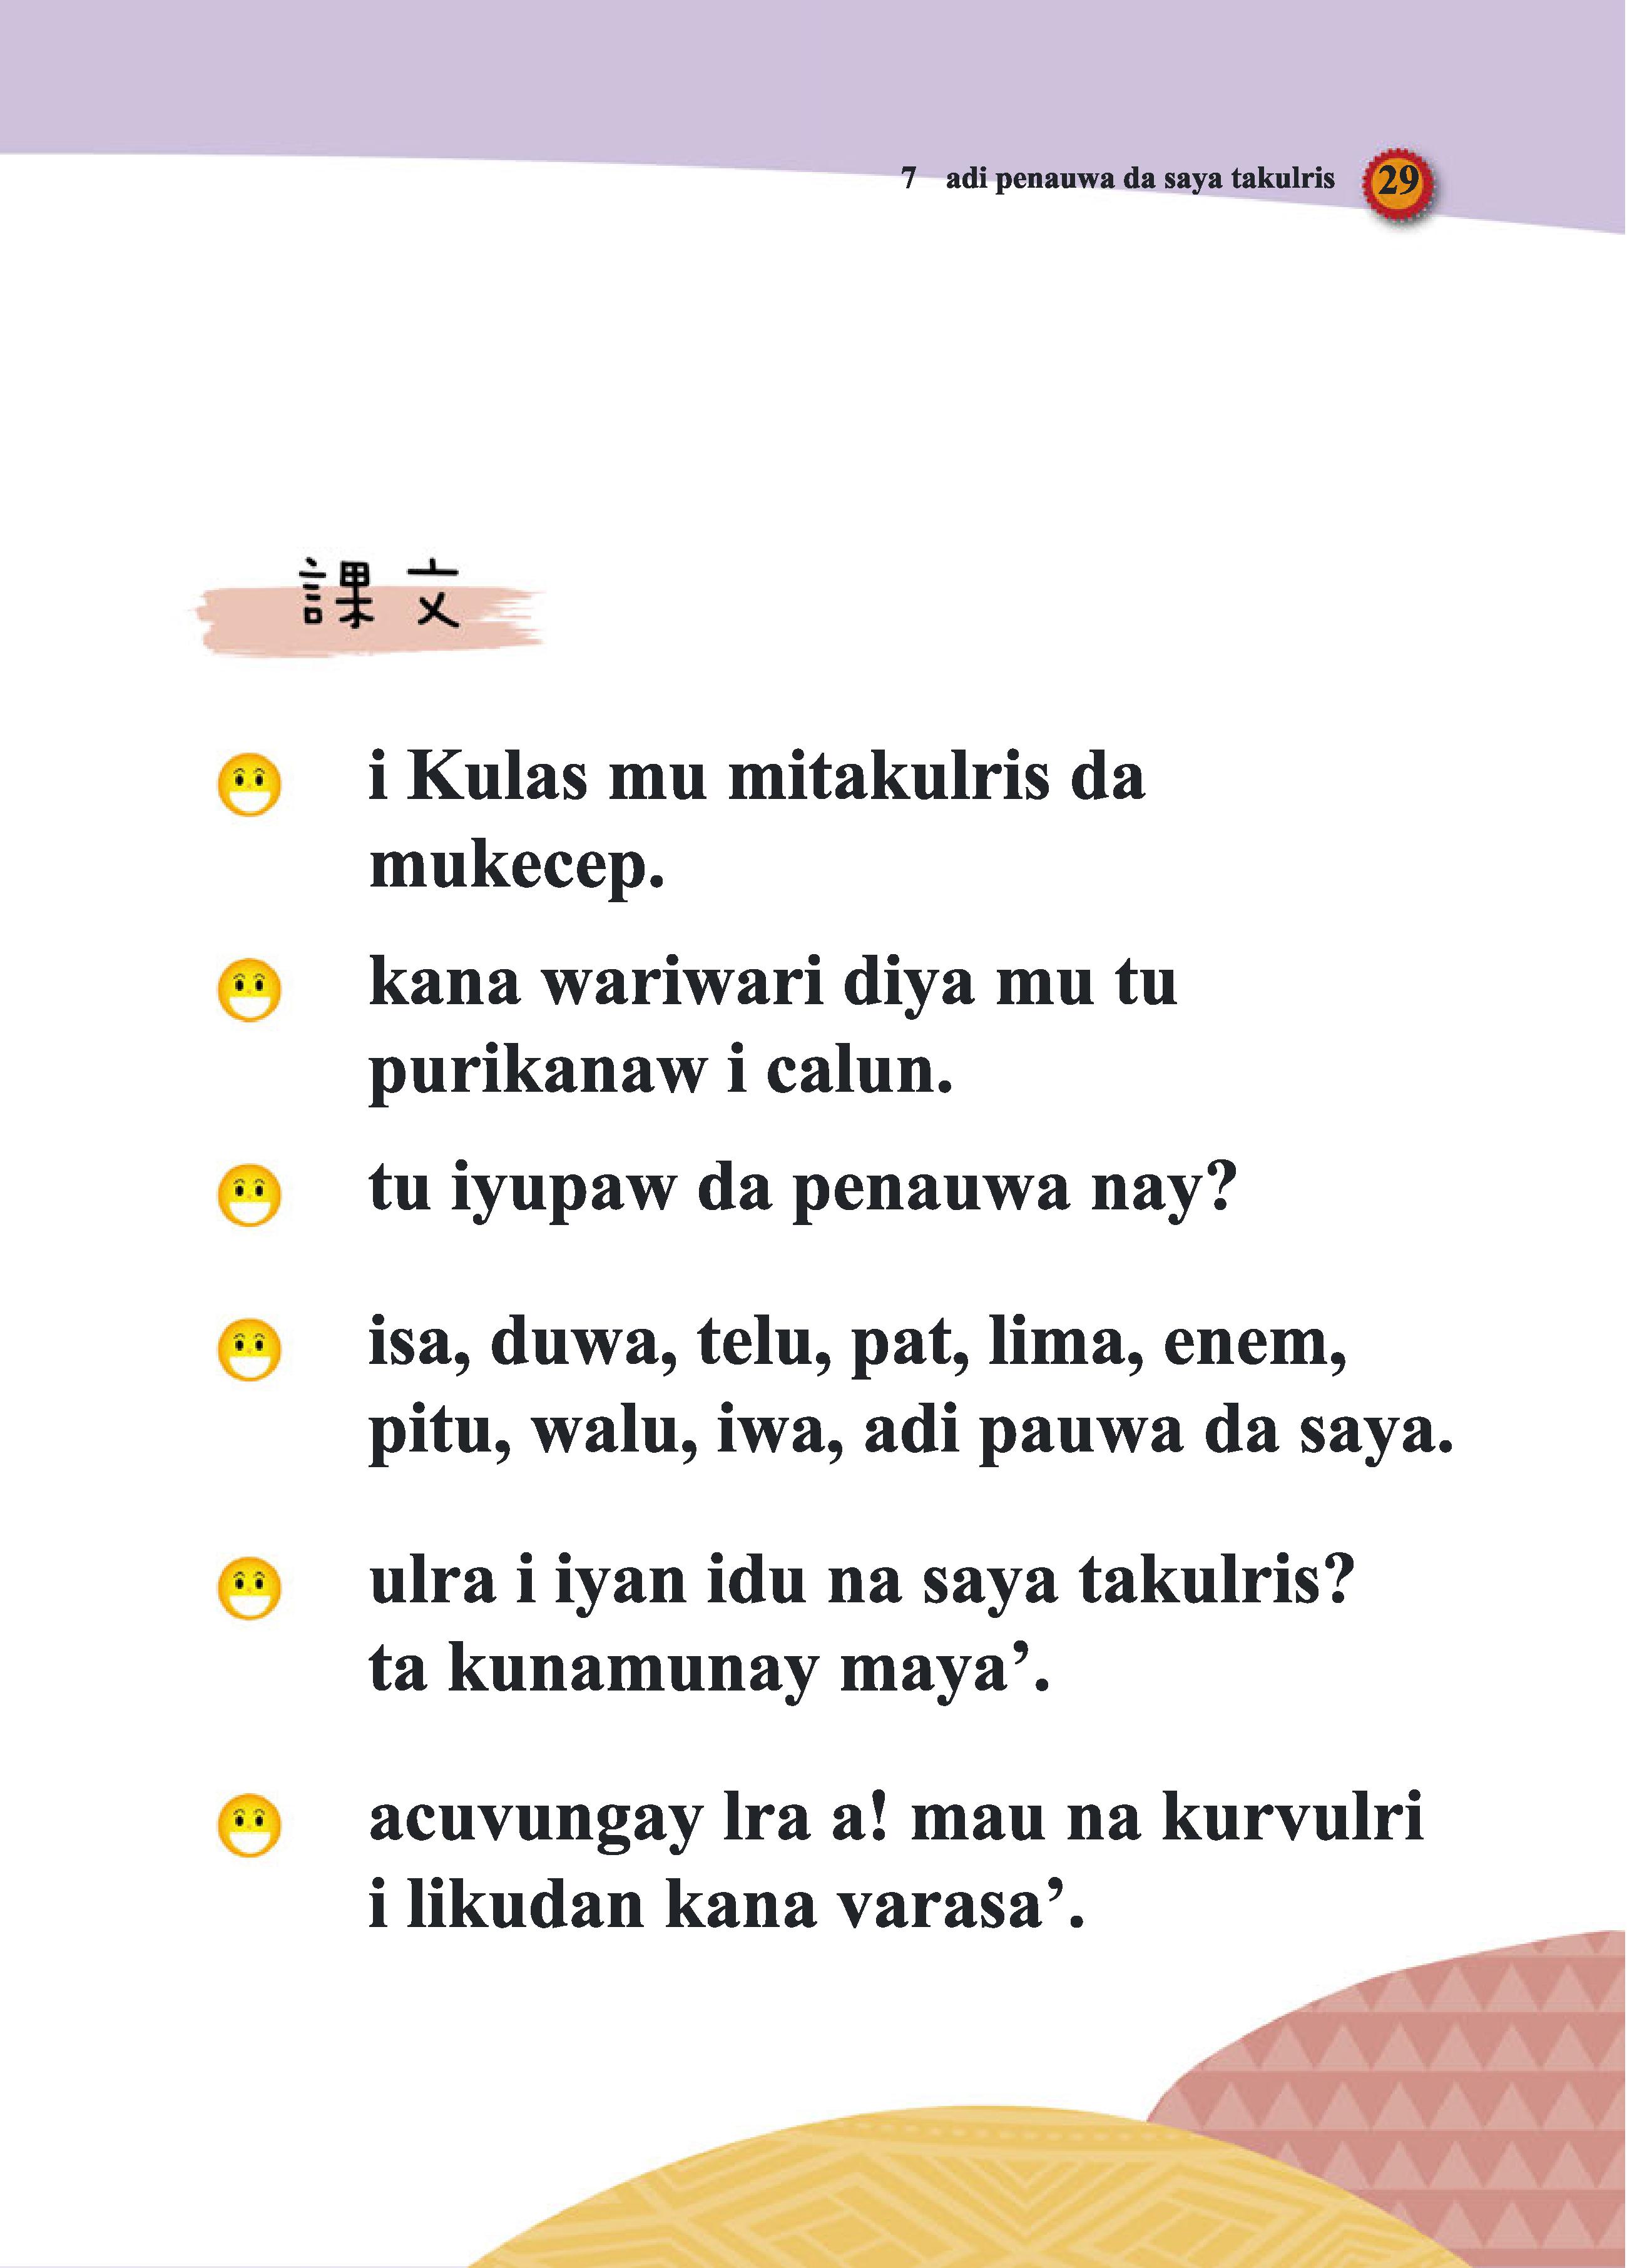 7 adi penauwa da saya takulris 29
課文
i Kulas mu mitakulris da
mukecep.
kana wariwari diya mu tu
purikanaw i calun.
tu iyupaw da penauwa nay?
isa, duwa, telu, pat, lima, enem,
pitu, walu, iwa, adi pauwa da saya.
ulra i iyan idu na saya takulris?
ta kunamunay maya’.
acuvungay lra a! mau na kurvulri
i likudan kana varasa’.